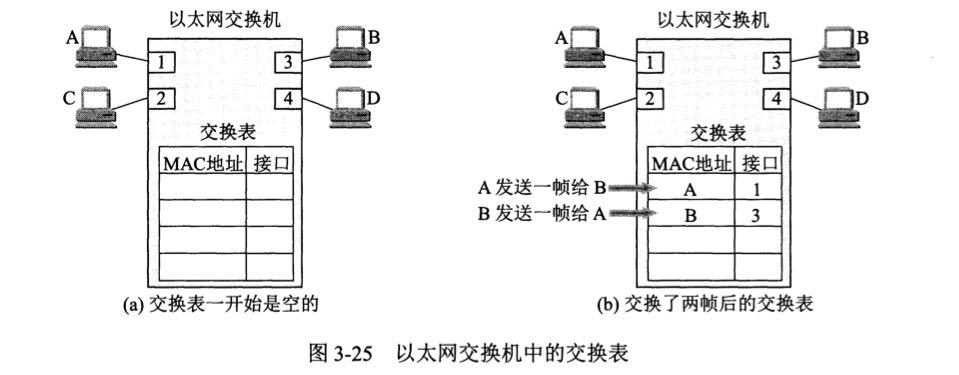 以太网交换机
A
B
1
3
C
D
2
4
交换表
MAC地址 接口
(a) 交换表一开始是空的
以太网交换机
A
B
1
3
C
D
2
4
交换表
MAC地址 接口
A 发送一帧给 B A 1
B 发送一帧给 A B 3
(b) 交换了两帧后的交换表
图 3-25 以太网交换机中的交换表